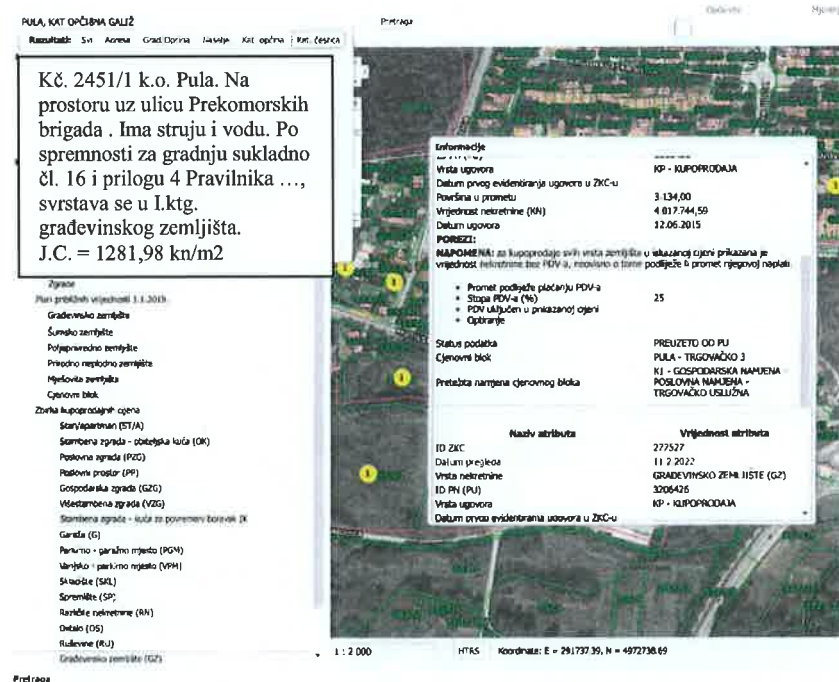 PULA, KAT OPČIŠNA GALIŽ
Pretraga
Rezultati: Svi Adresa Grad/Općina Naselje Kat. općina Kat. čestica
Kč. 2451/1 k.o. Pula. Na
prostoru uz ulicu Prekomorskih
brigada . Ima struju i vodu. Po
spremnosti za gradnju sukladno
čl. 16 i prilogu 4 Pravilnika …,
svrstava se u I.ktg.
građevinskog zemljišta.
J.C. = 1281,98 kn/m2
Zgrade
Plan približnih vrijednosti 1.1.2019.
Građevinsko zemljište
Šumsko zemljište
Poljoprivredno zemljište
Prirodno neplodno zemljište
Mješovita zemljišta
Cjenovni blok
Zbirka kupoprodajnih cijena
Stan/apartman (ST/A)
Stambena zgrada - obiteljska kuća (OK)
Poslovna zgrada (PZG)
Poslovni prostor (PP)
Gospodarska zgrada (GZG)
Višestambena zgrada (VZG)
Stambena zgrada - kuća za povremeni boravak (K
Garaža (G)
Parkirno - garažno mjesto (PGM)
Vanjsko - parkirno mjesto (VPM)
Skladište (SKL)
Spremište (SP)
Različite nekretnine (RN)
Ostalo (OS)
Ruševine (RU)
Građevinsko zemljište (GZ)
Pretraga
Informacije
Vrsta ugovora KP - KUPOPRODAJA
Datum prvog evidentiranja ugovora u ZKC-u
Površina u prometu 3 134,00
Vrijednost nekretnine (KN) 4 017.744,59
Datum ugovora 12.06.2015
POREZI:
NAPOMENA: za kupoprodaje svih vrsta zemljišta u iskazanoj cijeni prikazana je
vrijednost nekretnine bez PDV-a, neovisno o tome podliježe li promet njegovoj naplati
• Promet podliježe plaćanju PDV-a
• Stopa PDV-a (%) 25
• PDV uključen u prikazanoj cijeni
• Optiranje
Status podatka PREUZETO OD PU
Cjenovni blok PULA - TRGOVAČKO 3
K1 - GOSPODARSKA NAMJENA -
Pretežita namjena cjenovnog bloka POSLOVNA NAMJENA -
TRGOVAČKO USLUŽNA
Naziv atributa Vrijednost atributa
ID ZKC 277527
Datum pregleda 11 2 2022
Vrsta nekretnine GRAĐEVINSKO ZEMLJIŠTE (GZ)
ID PN (PU) 3206426
Vrsta ugovora KP - KUPOPRODAJA
Datum prvog evidentiranja ugovora u ZKC-u
1 : 2 000 HTRS Koordinate: E = 291737.39, N = 4972738.69